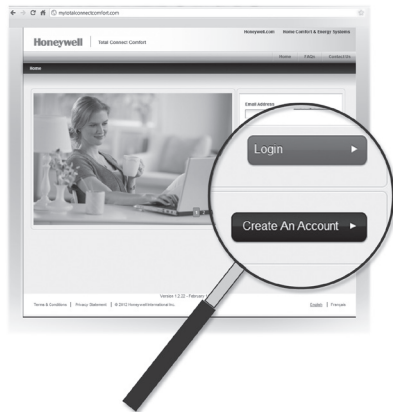 mytotalconnectcomfort.com
Honeywell.com Home Comfort & Energy Systems
Honeywell Total Connect Comfort
Home FAQs Contact Us
Home
Email Address
Login
Create An Account
Version 1.2.22 - February
Terms & Conditions | Privacy Statement | © 2012 Honeywell International Inc. English | Français